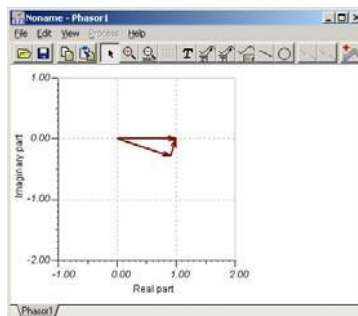 Noname - Phasor1
File Edit View Process Help
T
1.00
0.00
-1.00
-2.00
Imaginary part
-1.00 0.00 1.00 2.00
Real part
Phasor1